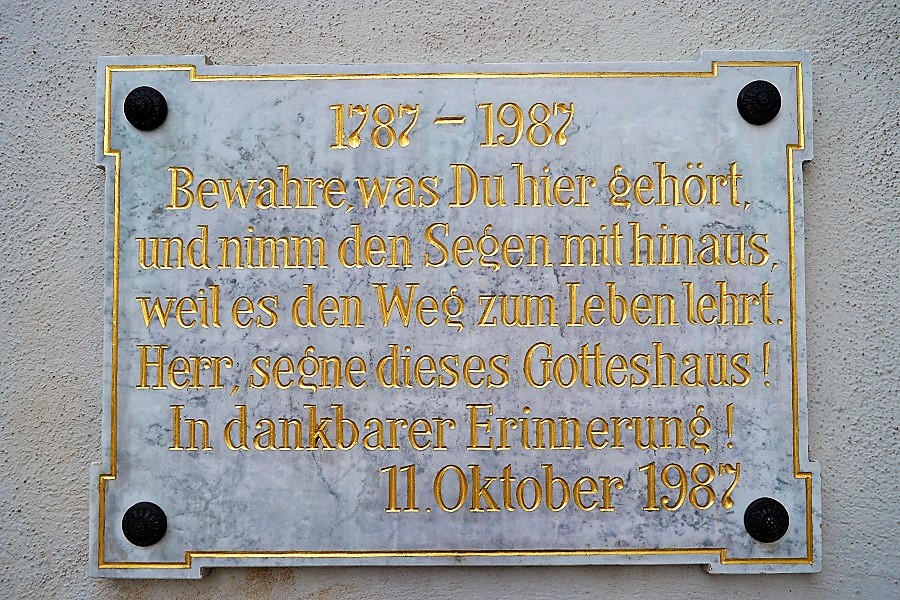 1787 – 1987
Bewahre, was Du hier gehört,
und nimm den Segen mit hinaus,
weil es den Weg zum Leben lehrt.
Herr, segne dieses Gotteshaus!
In dankbarer Erinnerung!
11. Oktober 1987